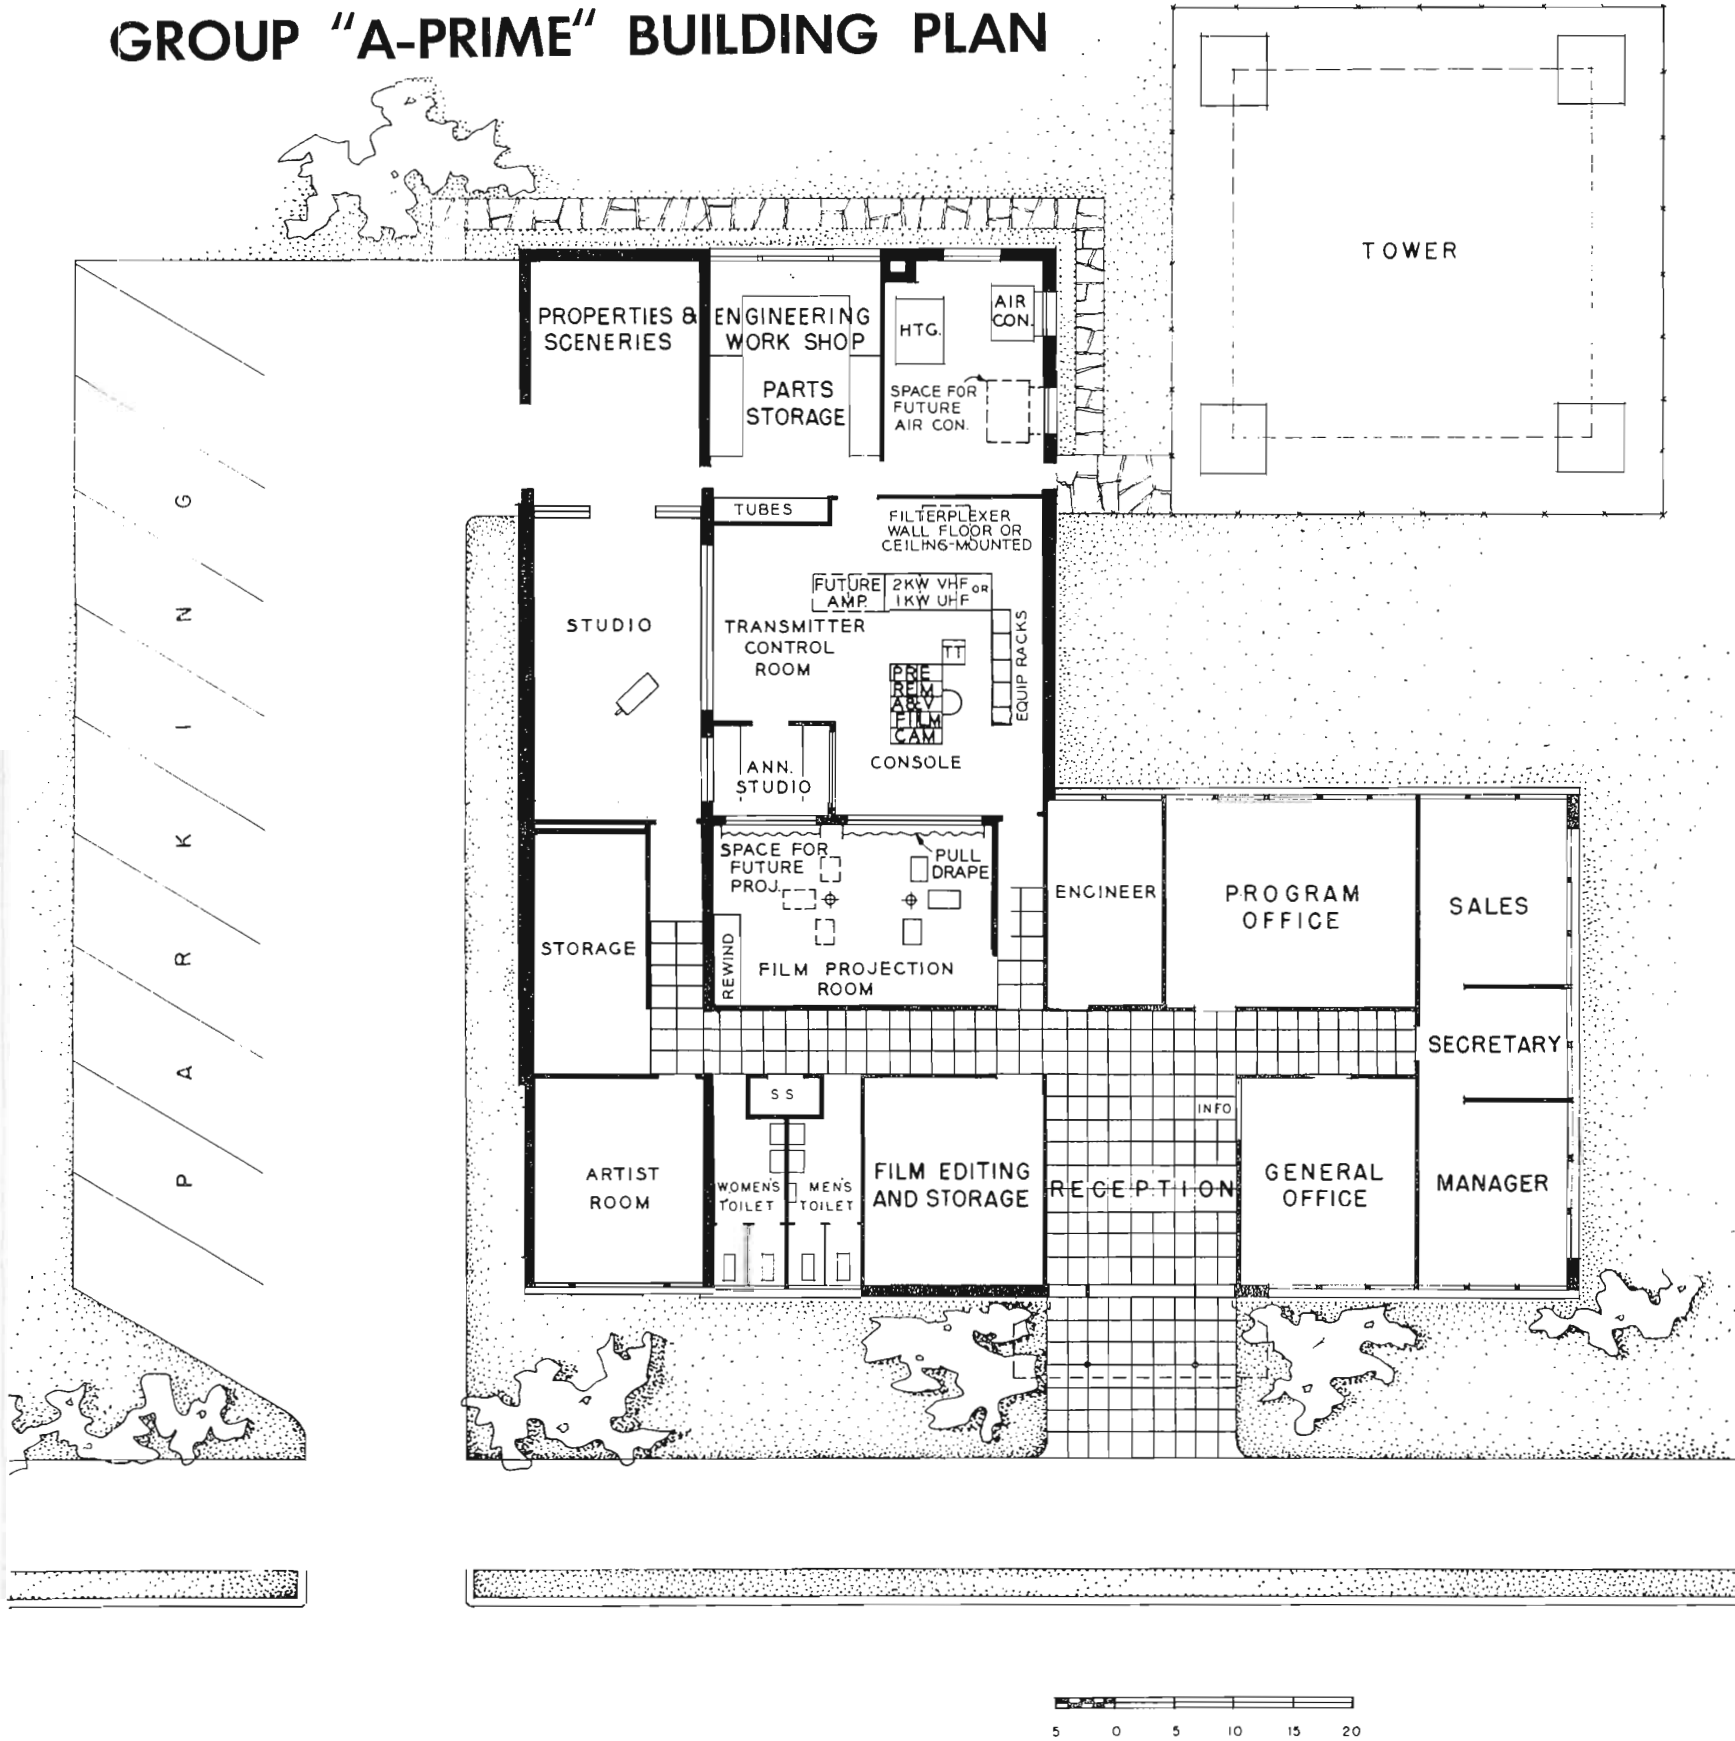 GROUP "A-PRIME" BUILDING PLAN
TOWER
PROPERTIES &
SCENERIES
ENGINEERING
WORK SHOP
PARTS
STORAGE
HTG.
AIR
CON.
SPACE FOR
FUTURE
AIR CON.
TUBES
FILTERPLEXER
WALL FLOOR OR
CEILING-MOUNTED
FUTURE
AMP.
2KW VHF OR
1KW UHF
STUDIO
TRANSMITTER
CONTROL
ROOM
TT
PRE
REM
A&V
FILM
CAM
EQUIP RACKS
CONSOLE
ANN.
STUDIO
SPACE FOR
FUTURE
PROJ.
PULL
DRAPE
REWIND
FILM PROJECTION
ROOM
STORAGE
ENGINEER
PROGRAM
OFFICE
SALES
SECRETARY
MANAGER
ARTIST
ROOM
SS
WOMEN'S
TOILET
MEN'S
TOILET
FILM EDITING
AND STORAGE
INFO
RECEPTION
GENERAL
OFFICE
PARKING
5 0 5 10 15 20